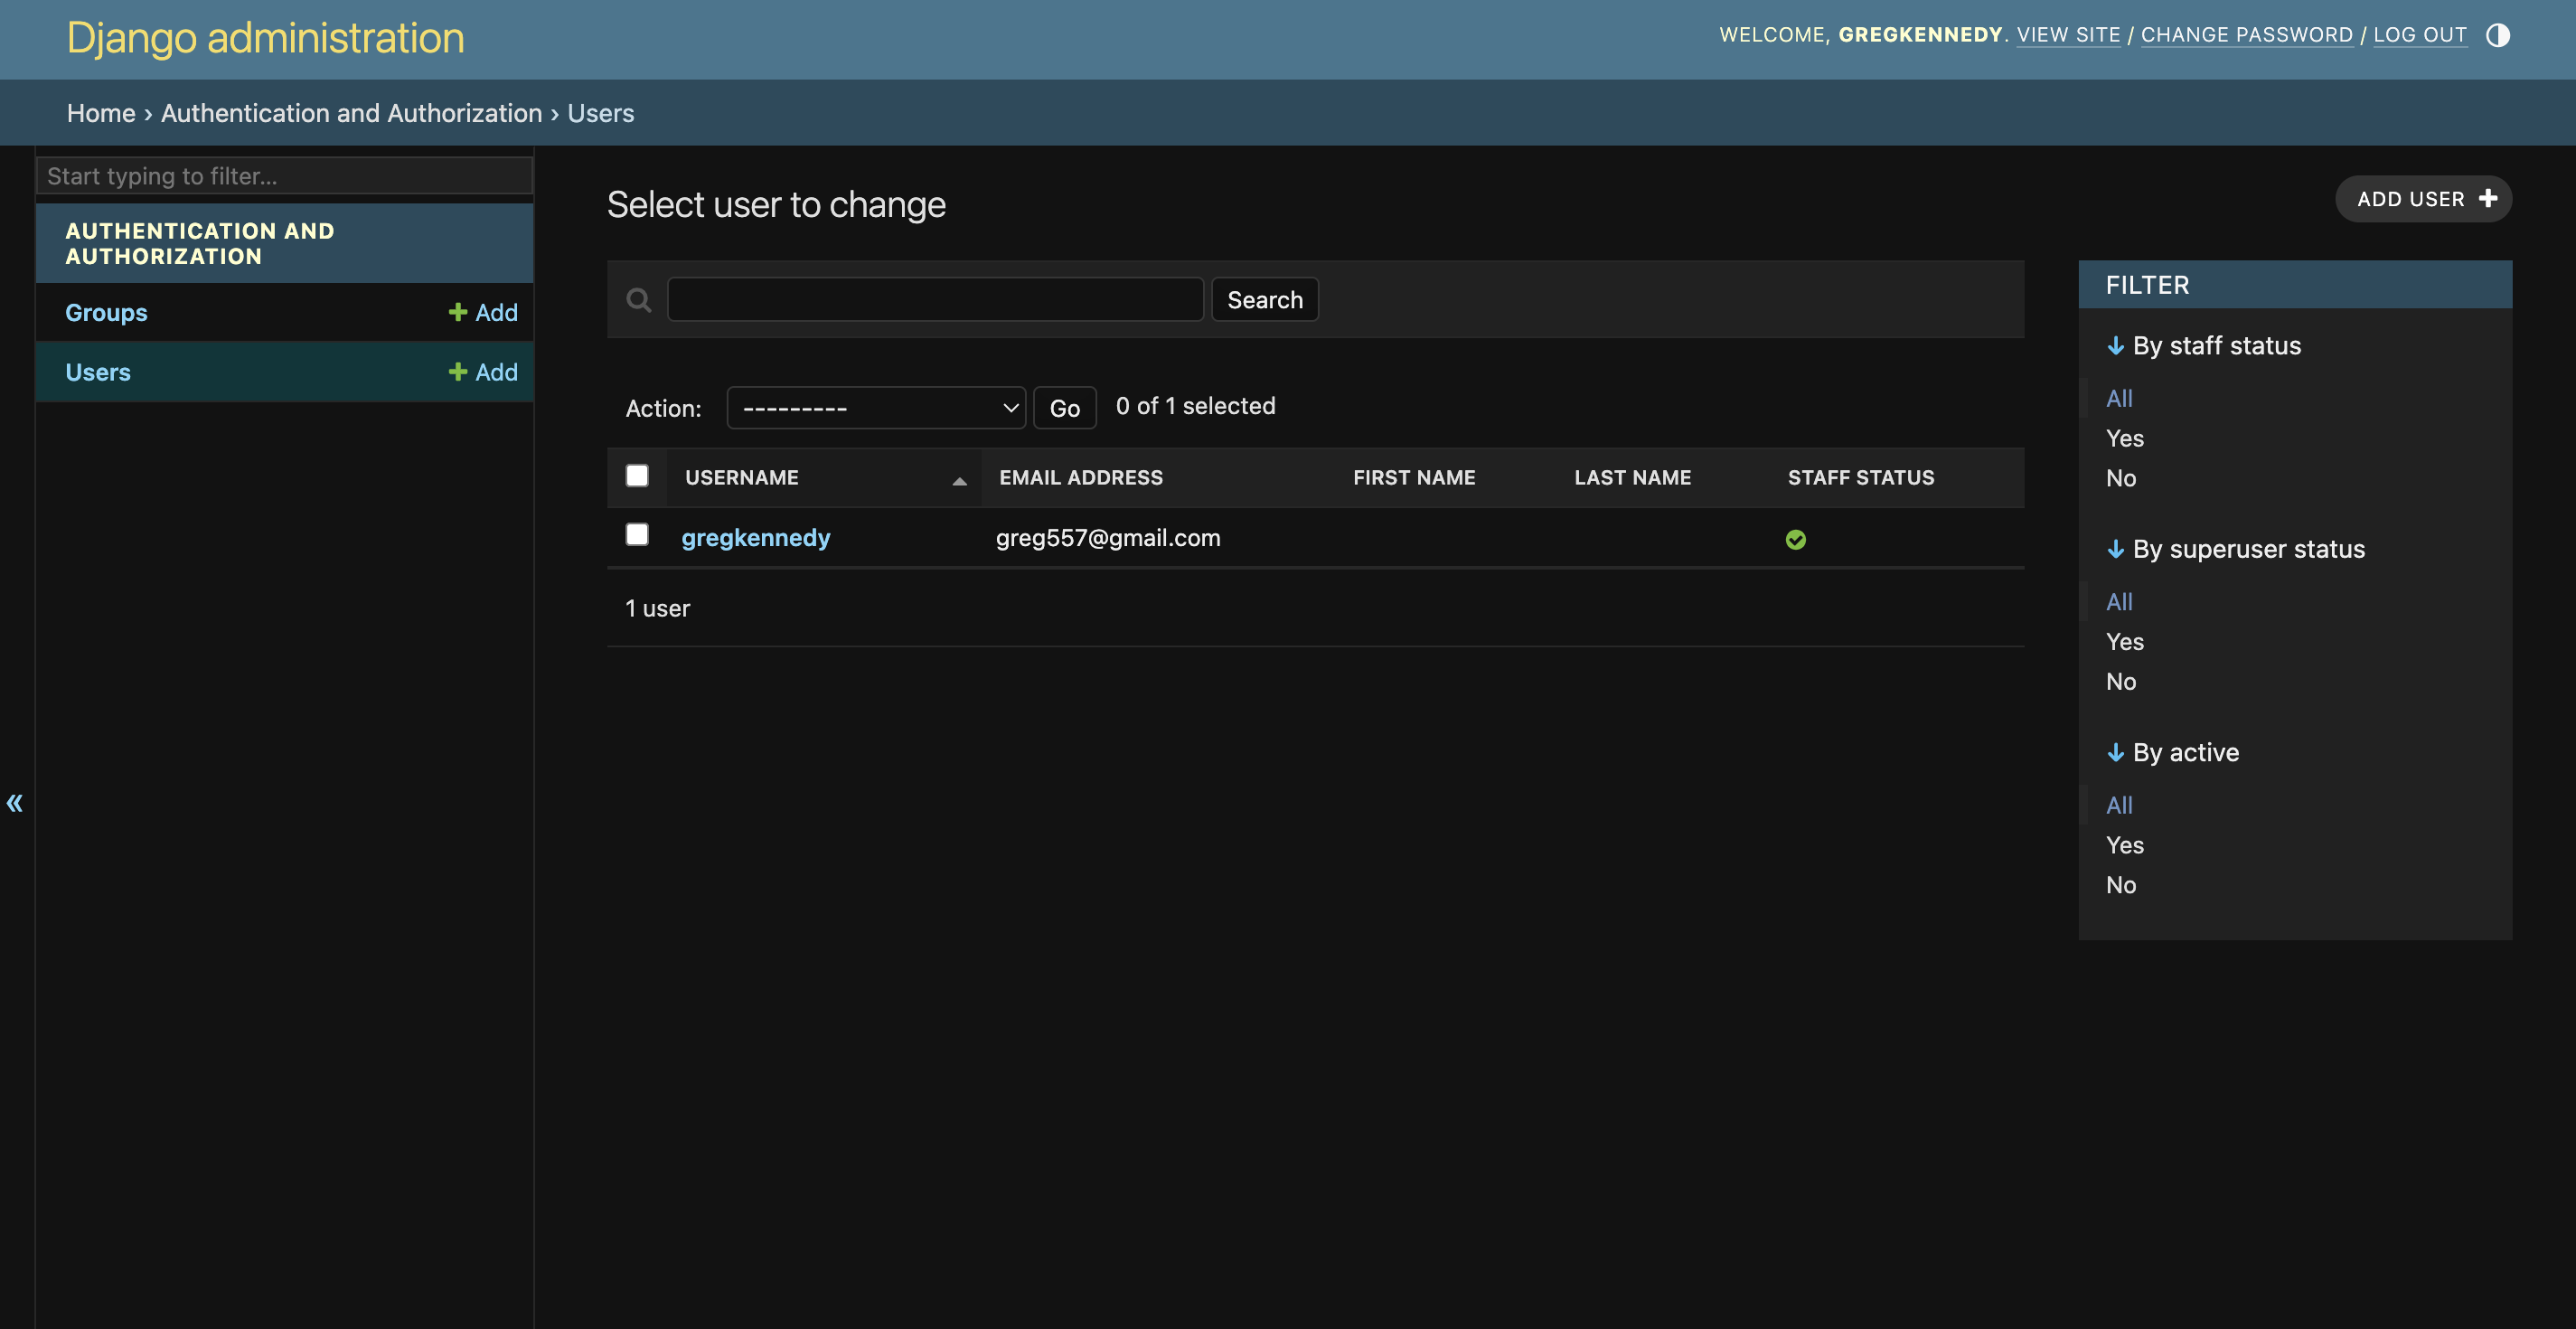 Django administration
WELCOME, GREGKENNEDY. VIEW SITE / CHANGE PASSWORD / LOG OUT
Home › Authentication and Authorization › Users
Start typing to filter...
AUTHENTICATION AND
AUTHORIZATION
Groups
Add
Users
Add
«
Select user to change
ADD USER
Search
Action:
---------
Go
0 of 1 selected
USERNAME
EMAIL ADDRESS
FIRST NAME
LAST NAME
STAFF STATUS
gregkennedy
greg557@gmail.com
1 user
FILTER
By staff status
All
Yes
No
By superuser status
All
Yes
No
By active
All
Yes
No